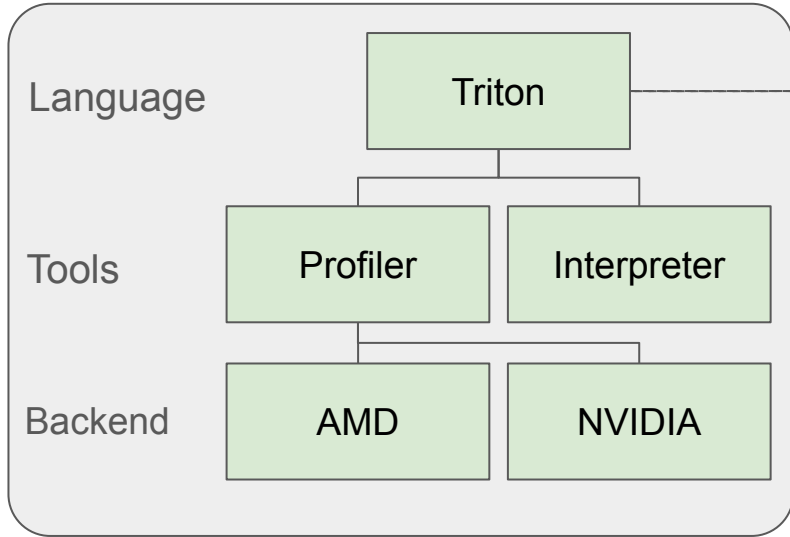 Language
Triton
Tools
Profiler
Interpreter
Backend
AMD
NVIDIA